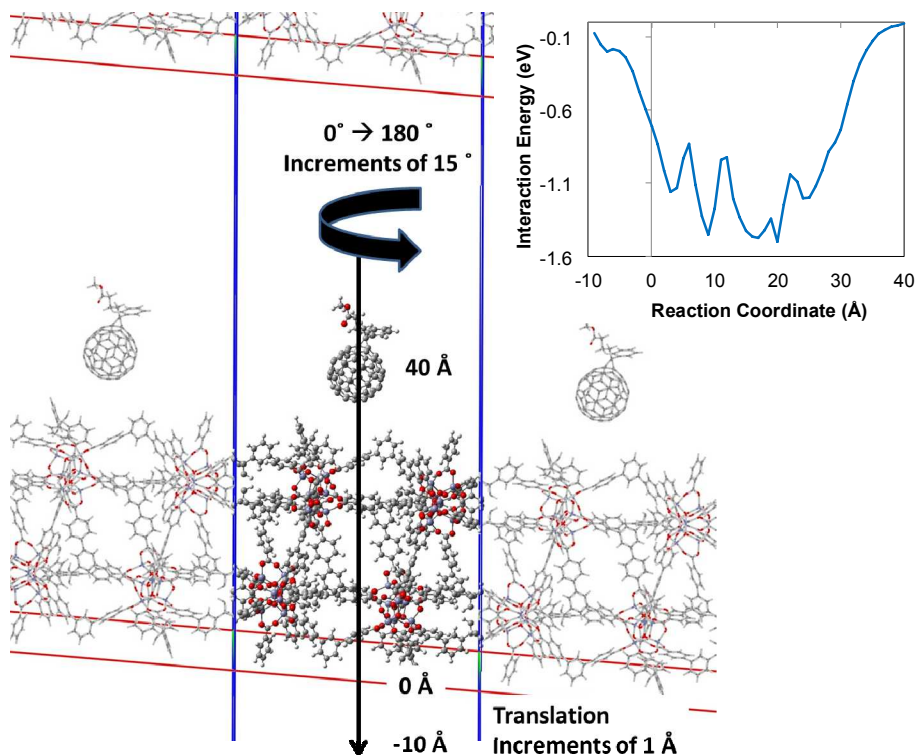 0˚ → 180 ˚
Increments of 15 ˚
40 Å
0 Å
-10 Å
Translation
Increments of 1 Å
Interaction Energy (eV)
-0.1
-0.6
-1.1
-1.6
-10 0 10 20 30 40
Reaction Coordinate (Å)